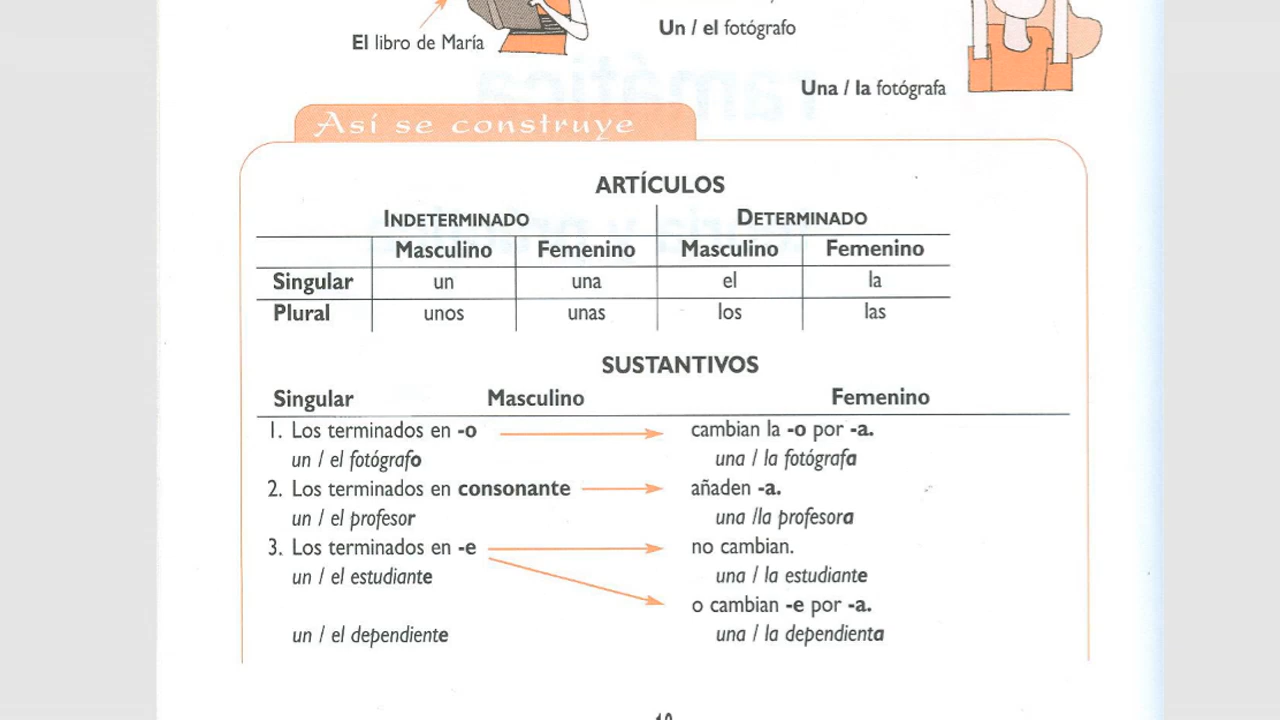 Un / el fotógrafo
El libro de María
Una / la fotógrafa
Así se construye
ARTÍCULOS
INDETERMINADO DETERMINADO
Masculino Femenino Masculino Femenino
Singular un una el la
Plural unos unas los las
SUSTANTIVOS
Singular Masculino Femenino
1. Los terminados en -o cambian la -o por -a.
un / el fotógrafo una / la fotógrafa
2. Los terminados en consonante añaden -a.
un / el profesor una /la profesora
3. Los terminados en -e no cambian.
un / el estudiante una / la estudiante
o cambian -e por -a.
un / el dependiente una / la dependienta